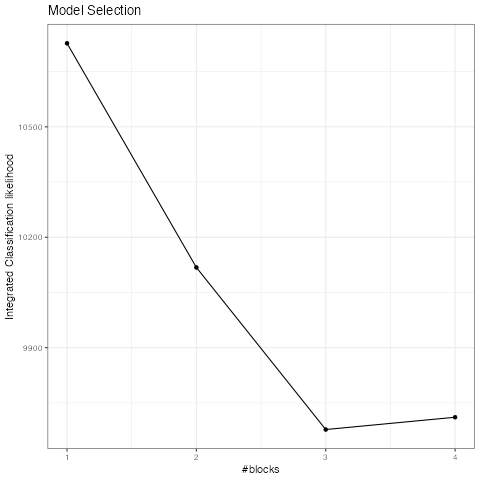 Model Selection
Integrated Classification likelihood
10500
10200
9900
1 2 3 4
#blocks